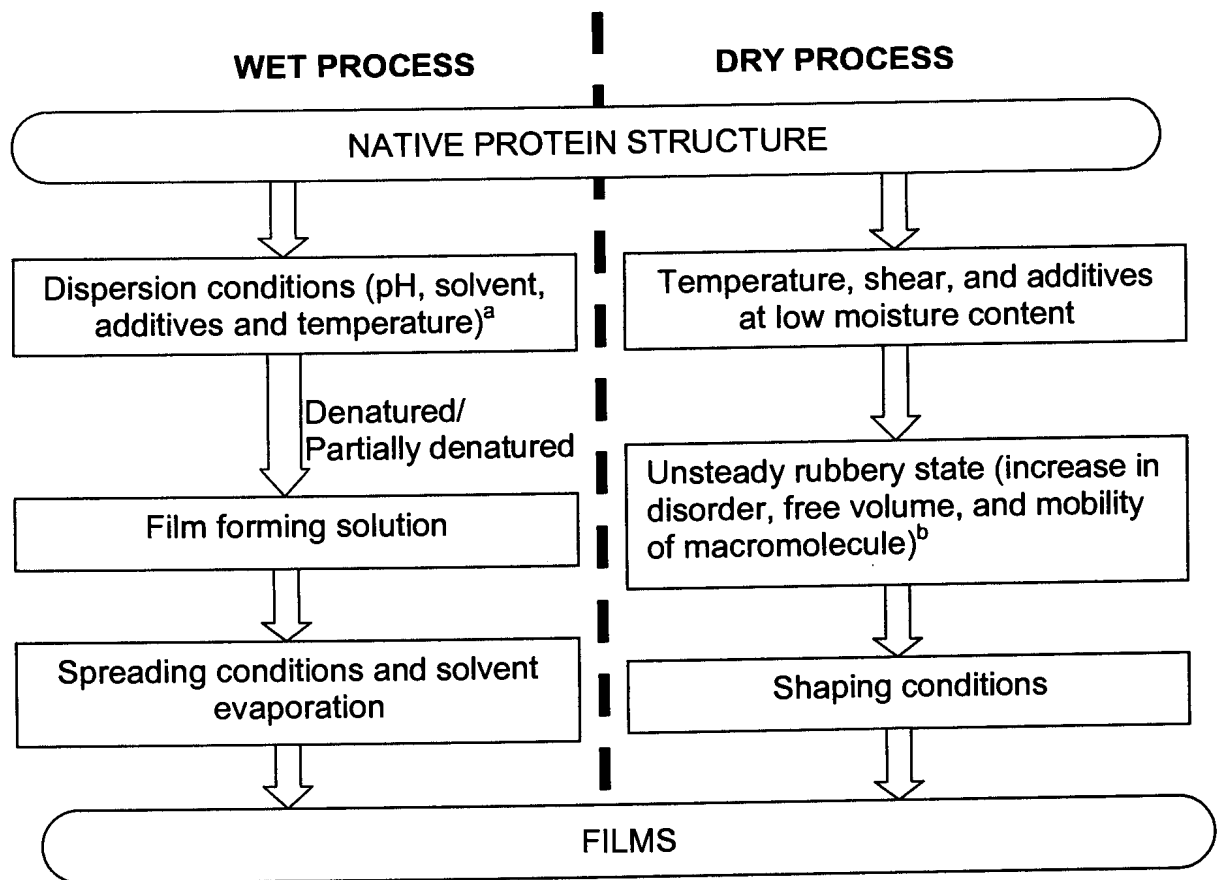 WET PROCESS
DRY PROCESS
NATIVE PROTEIN STRUCTURE
Dispersion conditions (pH, solvent,
additives and temperature)a
Denatured/
Partially denatured
Film forming solution
Spreading conditions and solvent
evaporation
Temperature, shear, and additives
at low moisture content
Unsteady rubbery state (increase in
disorder, free volume, and mobility
of macromolecule)b
Shaping conditions
FILMS